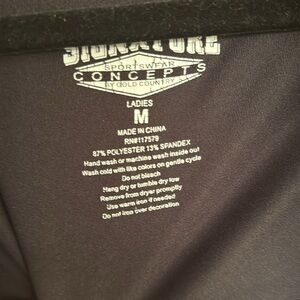 SIGNATURE
SPORTSWEAR
CONCEPTS
BY GOLD COUNTRY
LADIES
M
MADE IN CHINA
RN#117579
87% POLYESTER 13% SPANDEX
Hand wash or machine wash inside out
Wash cold with like colors on gentle cycle
Do not bleach
Hang dry or tumble dry low
Remove from dryer promptly
Use warm iron if needed
Do not iron over decoration